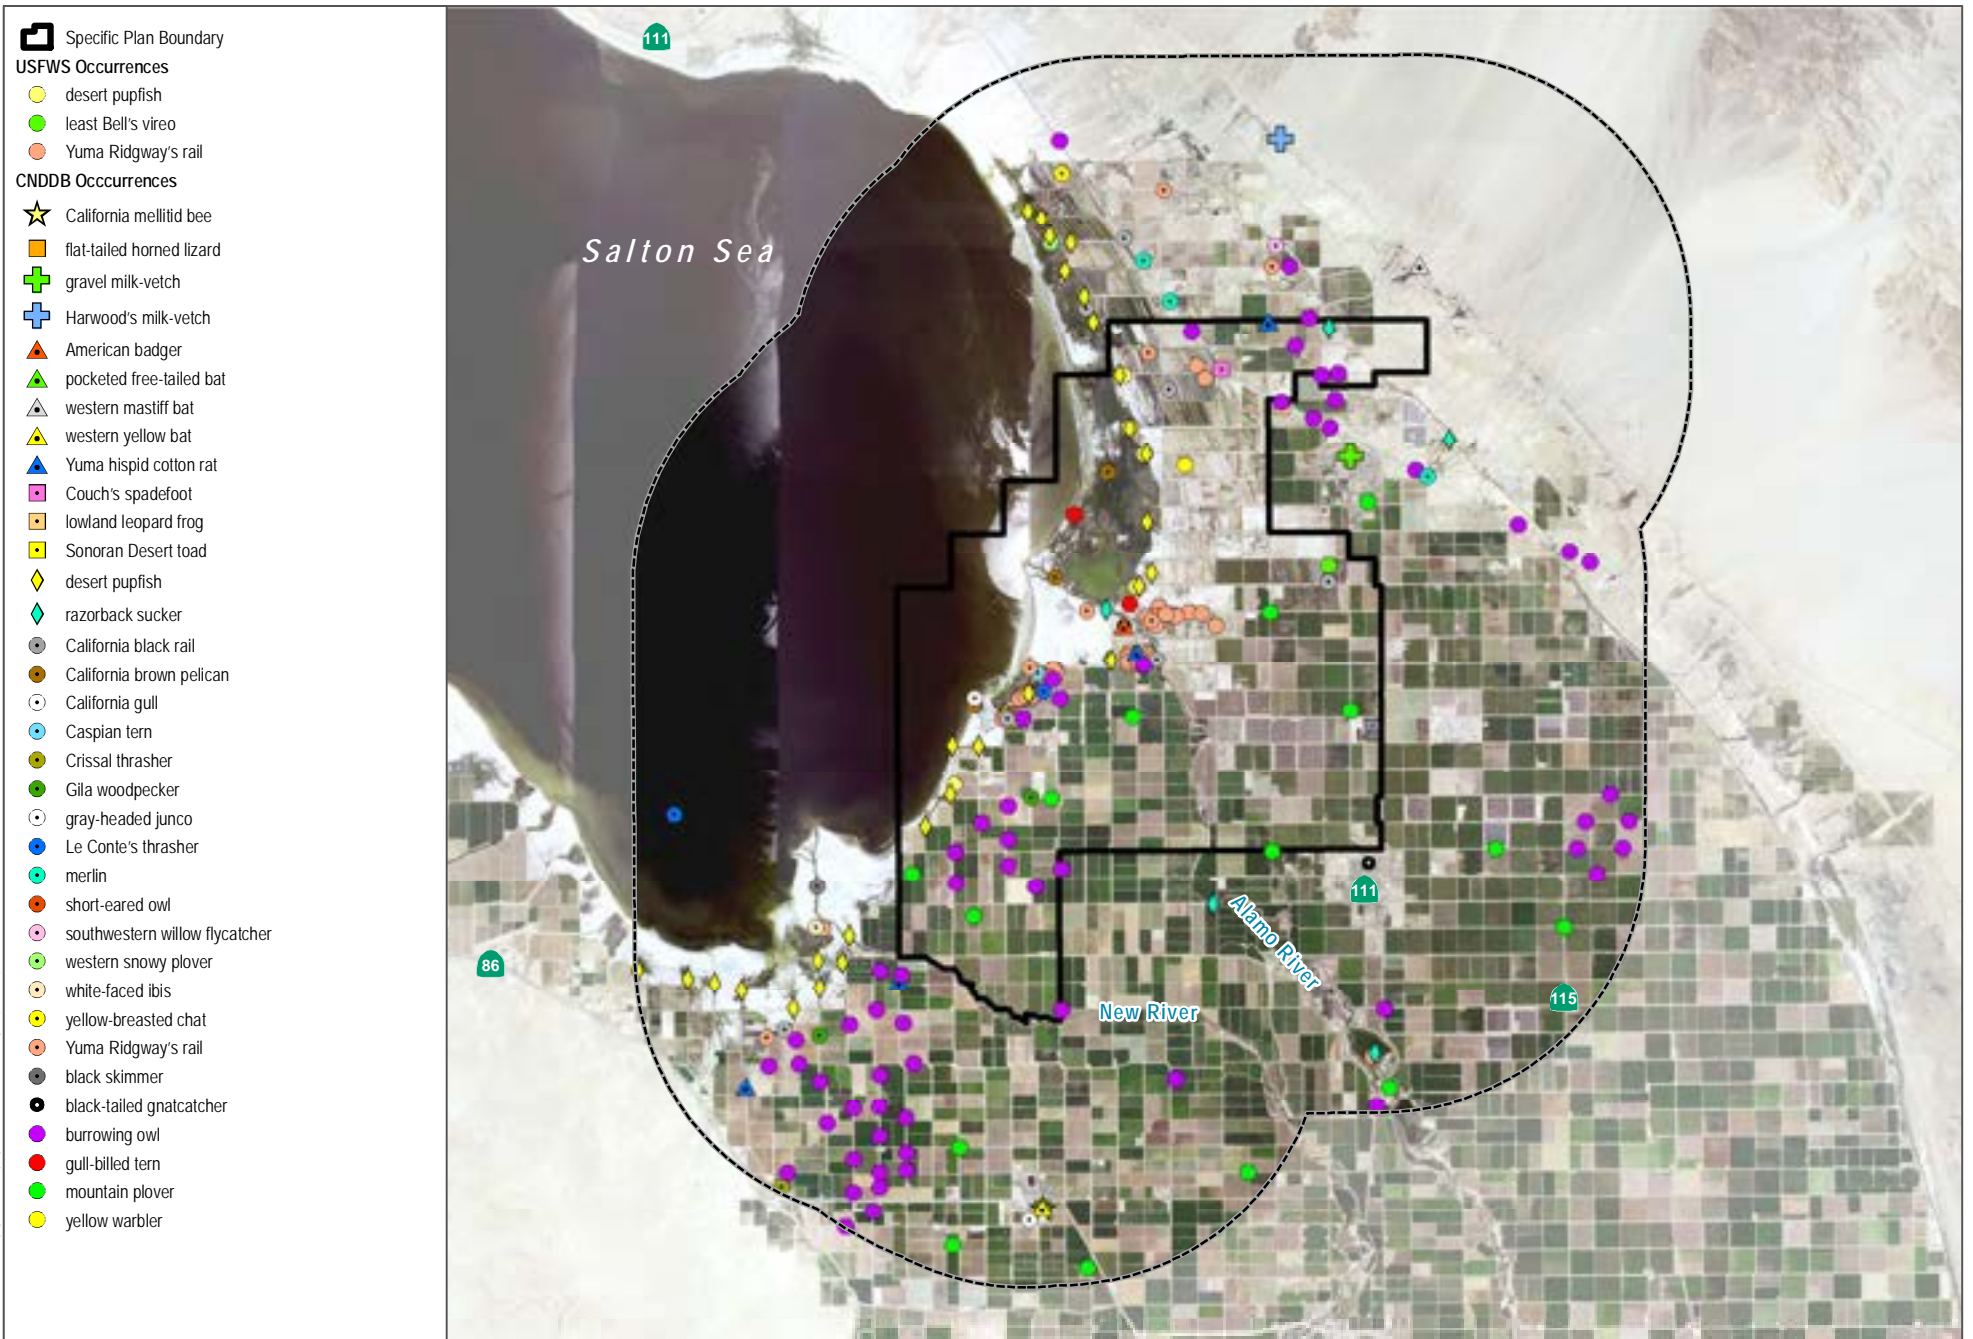 Specific Plan Boundary
USFWS Occurrences
desert pupfish
least Bell's vireo
Yuma Ridgway's rail
CNDDB Occcurrences
California mellitid bee
flat-tailed horned lizard
gravel milk-vetch
Harwood's milk-vetch
American badger
pocketed free-tailed bat
western mastiff bat
western yellow bat
Yuma hispid cotton rat
Couch's spadefoot
lowland leopard frog
Sonoran Desert toad
desert pupfish
razorback sucker
California black rail
California brown pelican
California gull
Caspian tern
Crissal thrasher
Gila woodpecker
gray-headed junco
Le Conte's thrasher
merlin
short-eared owl
southwestern willow flycatcher
western snowy plover
white-faced ibis
yellow-breasted chat
Yuma Ridgway's rail
black skimmer
black-tailed gnatcatcher
burrowing owl
gull-billed tern
mountain plover
yellow warbler
111
Salton Sea
111
Alamo River
86
115
New River